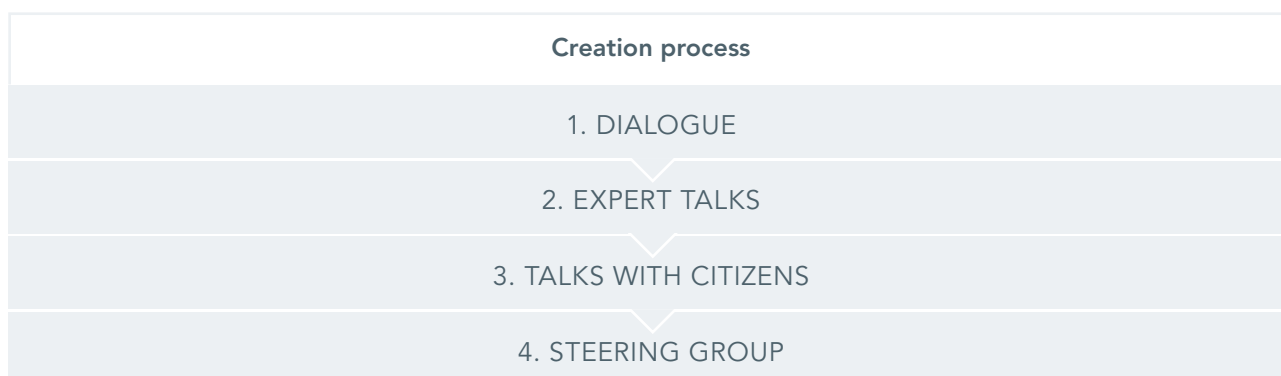 Creation process
1. DIALOGUE
2. EXPERT TALKS
3. TALKS WITH CITIZENS
4. STEERING GROUP